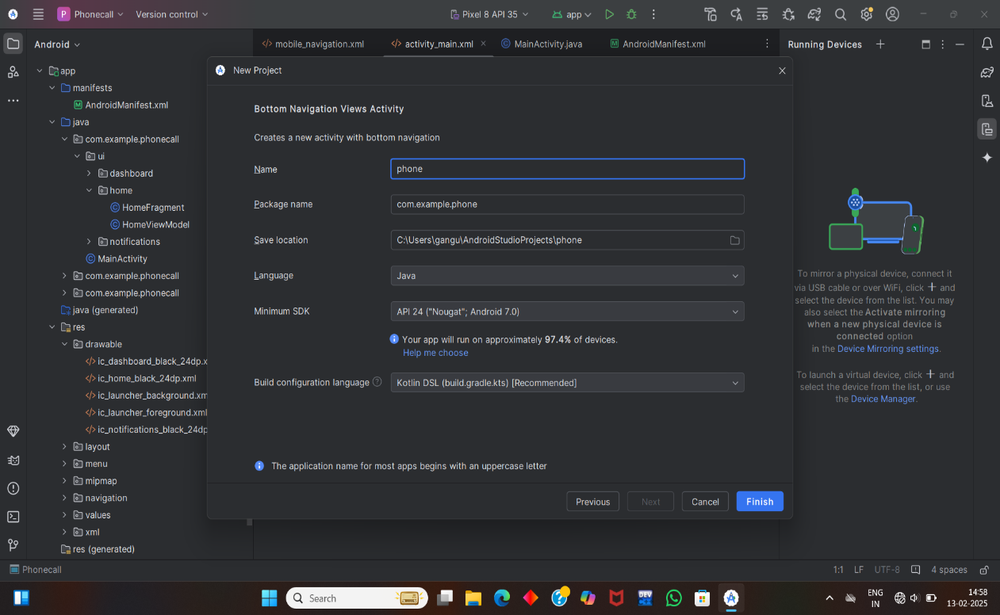 P Phonecall
Version control
Pixel 8 API 35
app
Android
mobile_navigation.xml
activity_main.xml
MainActivity.java
AndroidManifest.xml
Running Devices
app
manifests
AndroidManifest.xml
java
com.example.phonecall
ui
dashboard
home
HomeFragment
HomeViewModel
notifications
MainActivity
com.example.phonecall
com.example.phonecall
java (generated)
res
drawable
ic_dashboard_black_24dp.x
ic_home_black_24dp.xml
ic_launcher_background.xm
ic_launcher_foreground.xml
ic_notifications_black_24dp
layout
menu
mipmap
navigation
values
xml
res (generated)
New Project
Bottom Navigation Views Activity
Creates a new activity with bottom navigation
Name
phone
Package name
com.example.phone
Save location
C:\Users\gangu\AndroidStudioProjects\phone
Language
Java
Minimum SDK
API 24 ("Nougat"; Android 7.0)
Your app will run on approximately 97.4% of devices.
Help me choose
Build configuration language
Kotlin DSL (build.gradle.kts) [Recommended]
The application name for most apps begins with an uppercase letter
Previous
Next
Cancel
Finish
To mirror a physical device, connect it
via USB cable or over WiFi, click + and
select the device from the list. You may
also select the Activate mirroring
when a new physical device is
connected option
in the Device Mirroring settings.
To launch a virtual device, click + and
select the device from the list, or use
the Device Manager.
Phonecall
1:1
LF
UTF-8
4 spaces
Search
DEV
ENG
IN
14:58
13-02-2025